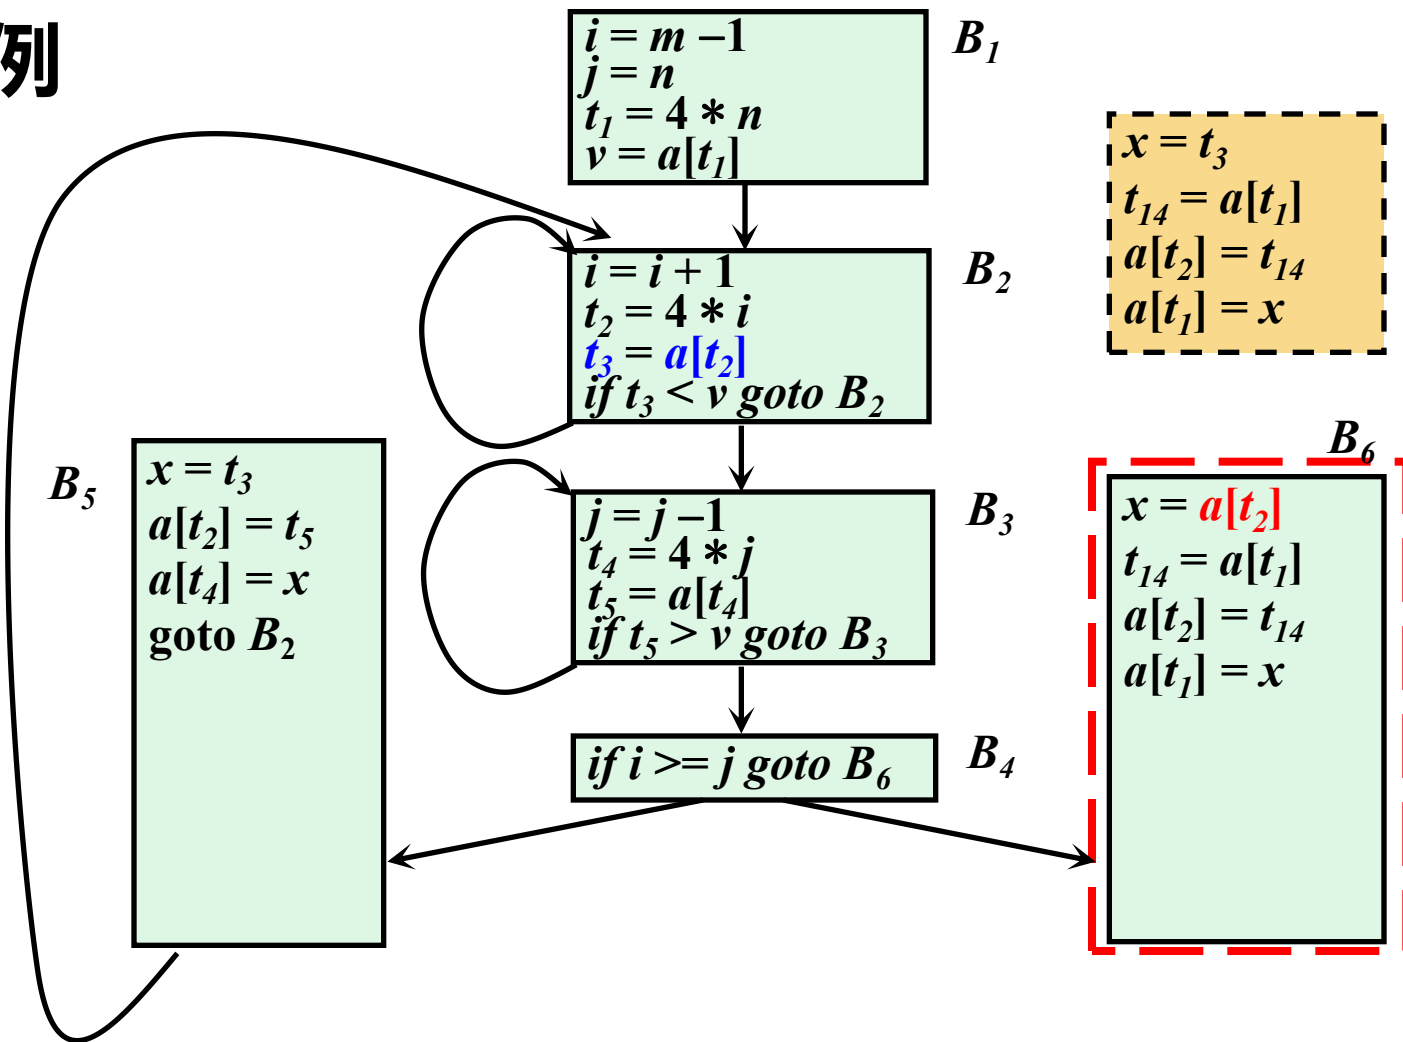 例
i = m –1
j = n
t₁ = 4 * n
v = a[t₁]
B₁
x = t₃
t₁₄ = a[t₁]
a[t₂] = t₁₄
a[t₁] = x
i = i + 1
t₂ = 4 * i
t₃ = a[t₂]
if t₃ < v goto B₂
B₂
B₅
x = t₃
a[t₂] = t₅
a[t₄] = x
goto B₂
j = j –1
t₄ = 4 * j
t₅ = a[t₄]
if t₅ > v goto B₃
B₃
B₆
x = a[t₂]
t₁₄ = a[t₁]
a[t₂] = t₁₄
a[t₁] = x
if i >= j goto B₆
B₄